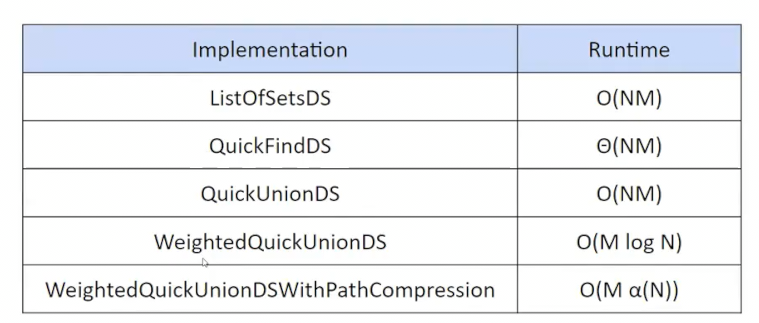 Implementation Runtime
ListOfSetsDS O(NM)
QuickFindDS Θ(NM)
QuickUnionDS O(NM)
WeightedQuickUnionDS O(M log N)
WeightedQuickUnionDSWithPathCompression O(M α(N))